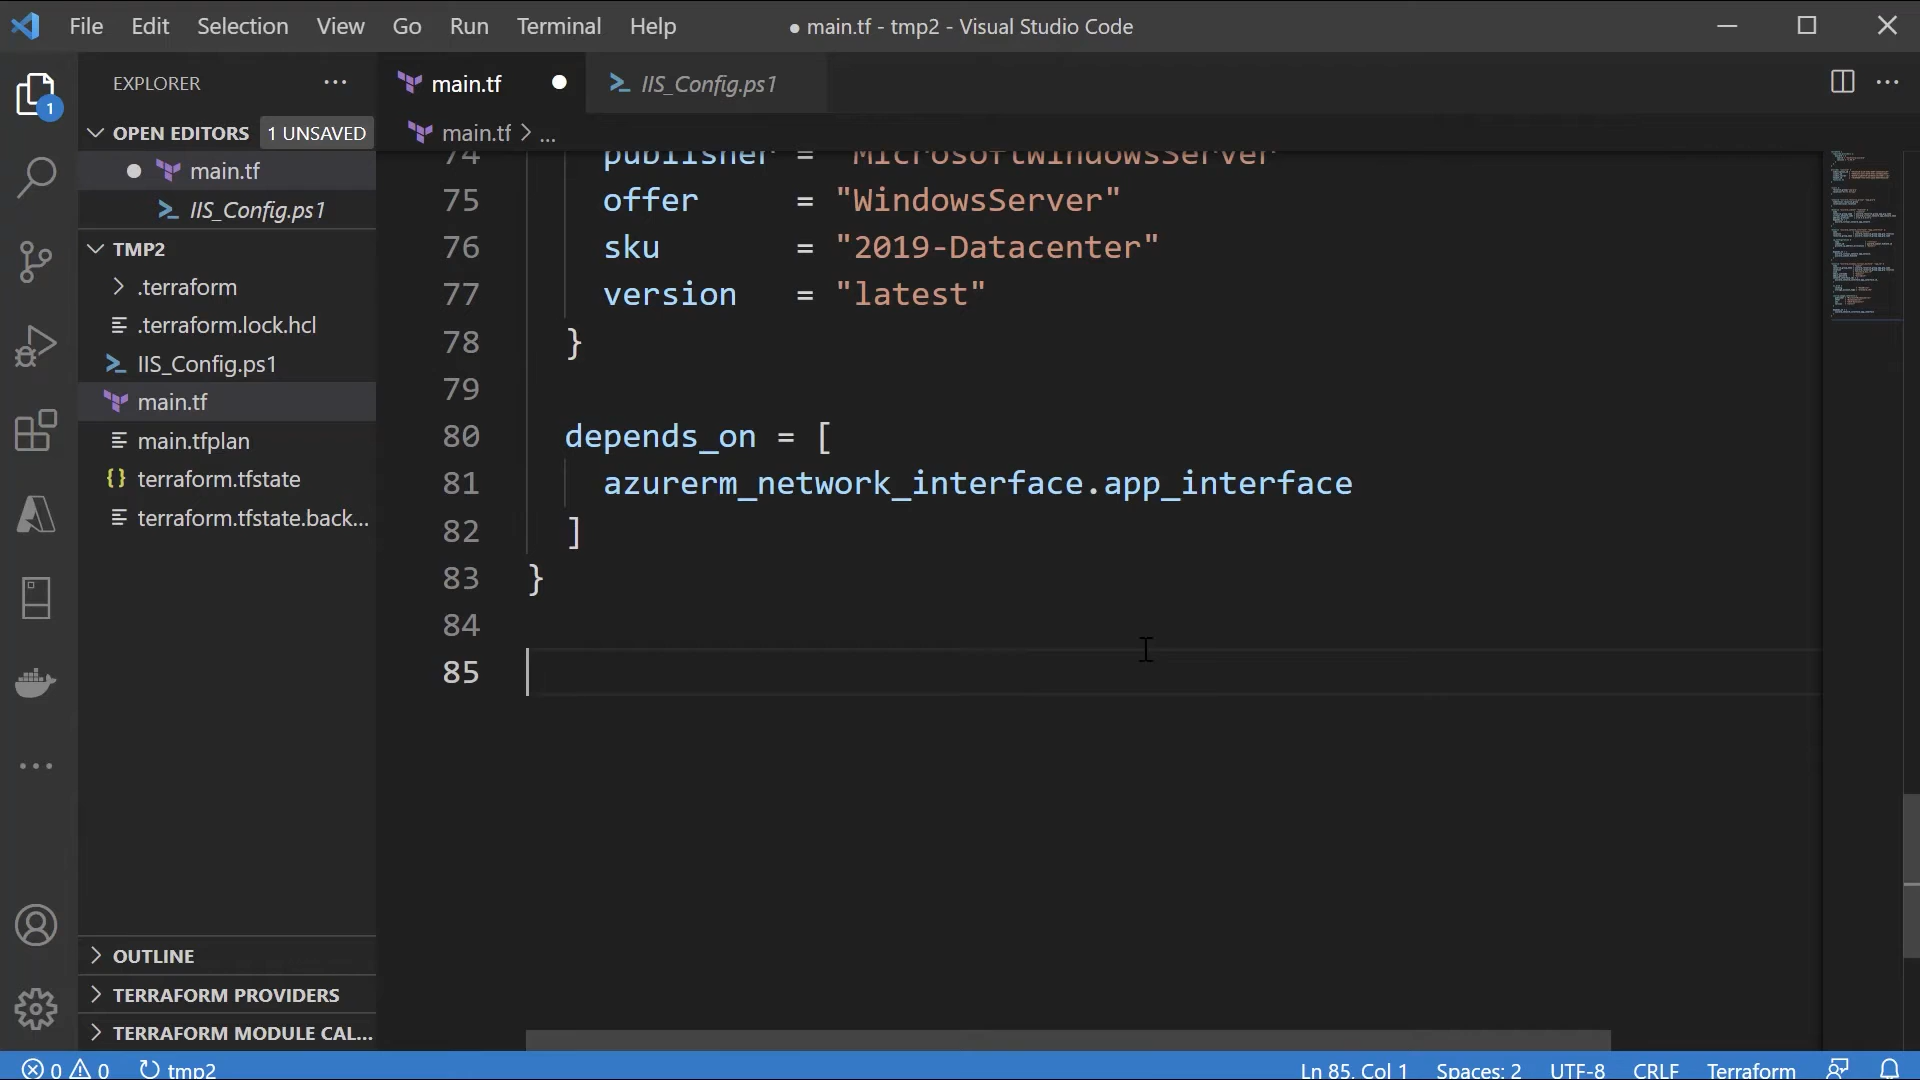 File Edit Selection View Go Run Terminal Help ● main.tf - tmp2 - Visual Studio Code
EXPLORER ···
main.tf
IIS_Config.ps1
1
OPEN EDITORS 1 UNSAVED
main.tf > ...
main.tf
IIS_Config.ps1
TMP2
.terraform
.terraform.lock.hcl
IIS_Config.ps1
main.tf
main.tfplan
terraform.tfstate
terraform.tfstate.back...
74 publisher = "MicrosoftWindowsServer"
75 offer = "WindowsServer"
76 sku = "2019-Datacenter"
77 version = "latest"
78 }
79
80 depends_on = [
81 azurerm_network_interface.app_interface
82 ]
83 }
84
85
OUTLINE
TERRAFORM PROVIDERS
TERRAFORM MODULE CAL...
0 0 tmp2 Ln 85, Col 1 Spaces: 2 UTF-8 CRLF Terraform